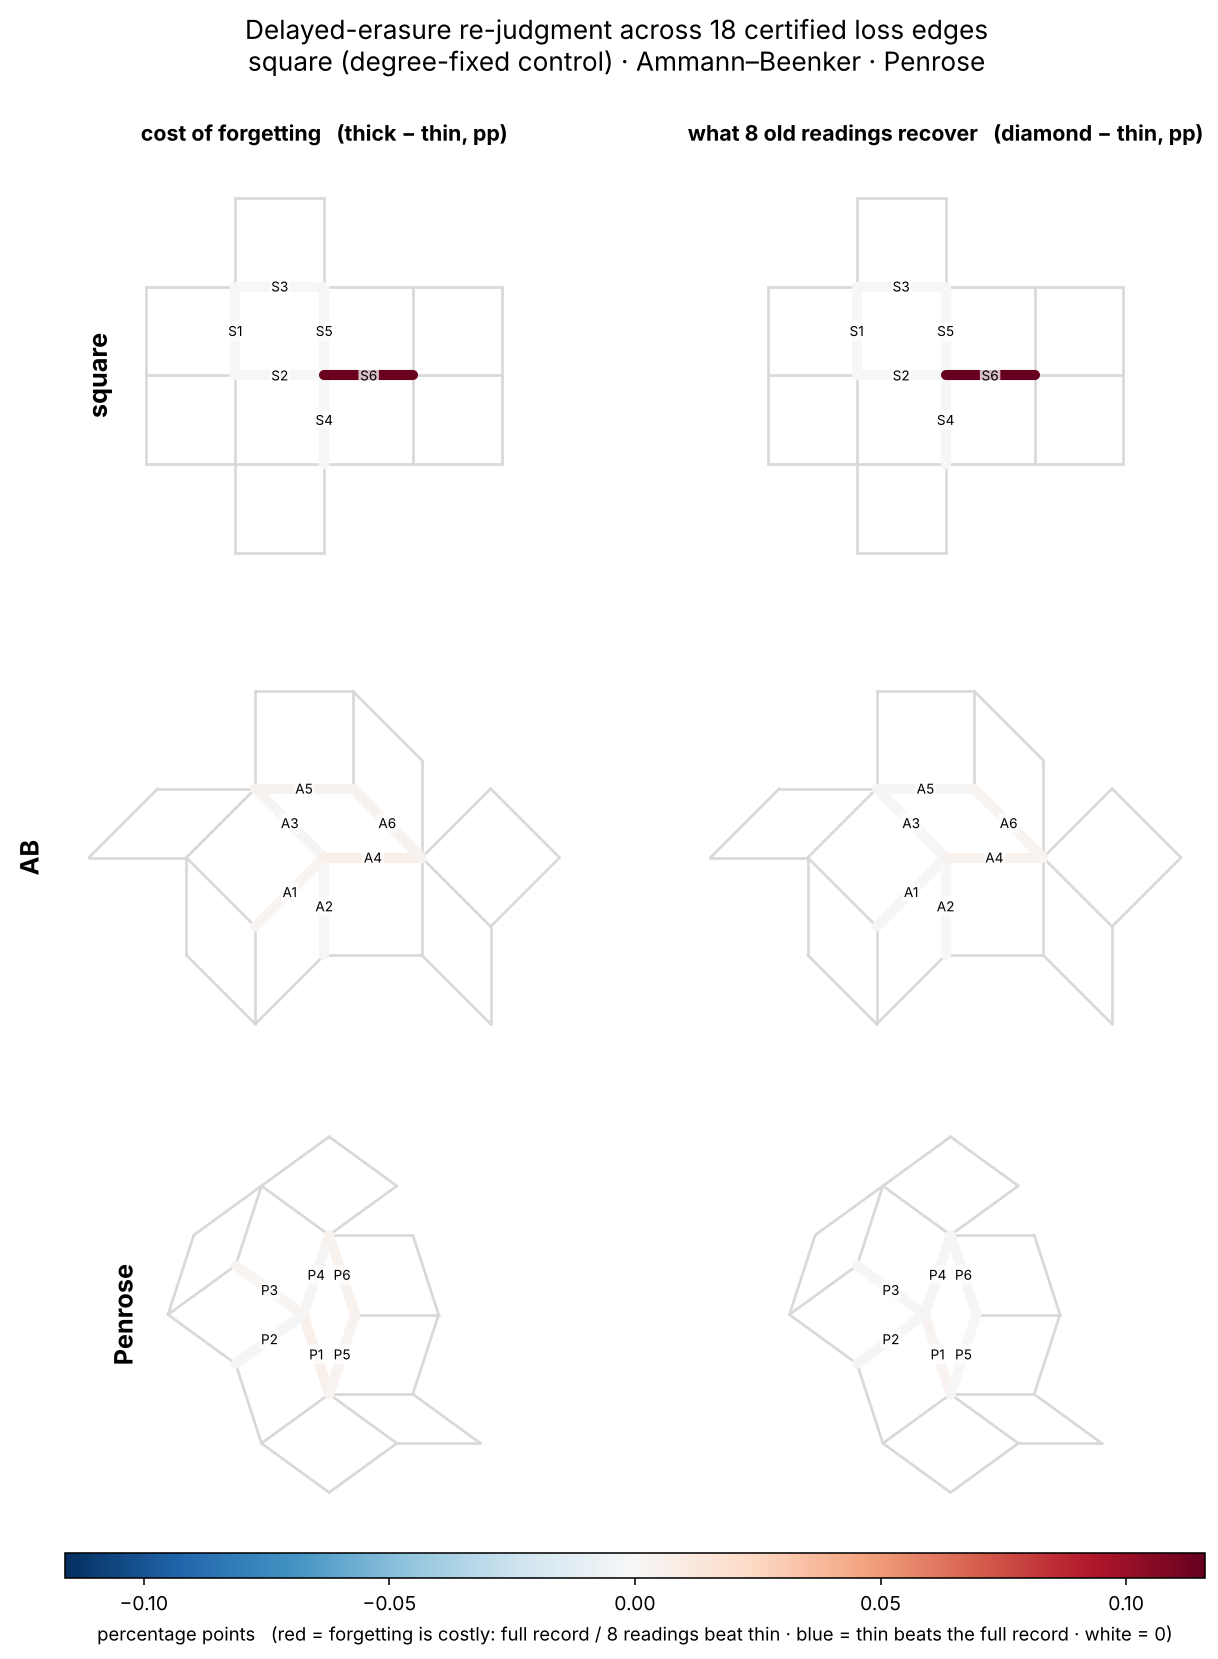 Delayed-erasure re-judgment across 18 certified loss edges
square (degree-fixed control) · Ammann–Beenker · Penrose
cost of forgetting (thick − thin, pp)
what 8 old readings recover (diamond − thin, pp)
square
S3
S1
S5
S2
S6
S4
S3
S1
S5
S2
S6
S4
AB
A5
A3
A6
A4
A1
A2
A5
A3
A6
A4
A1
A2
Penrose
P4 P6
P3
P2
P1 P5
P4 P6
P3
P2
P1 P5
−0.10 −0.05 0.00 0.05 0.10
percentage points (red = forgetting is costly: full record / 8 readings beat thin · blue = thin beats the full record · white = 0)